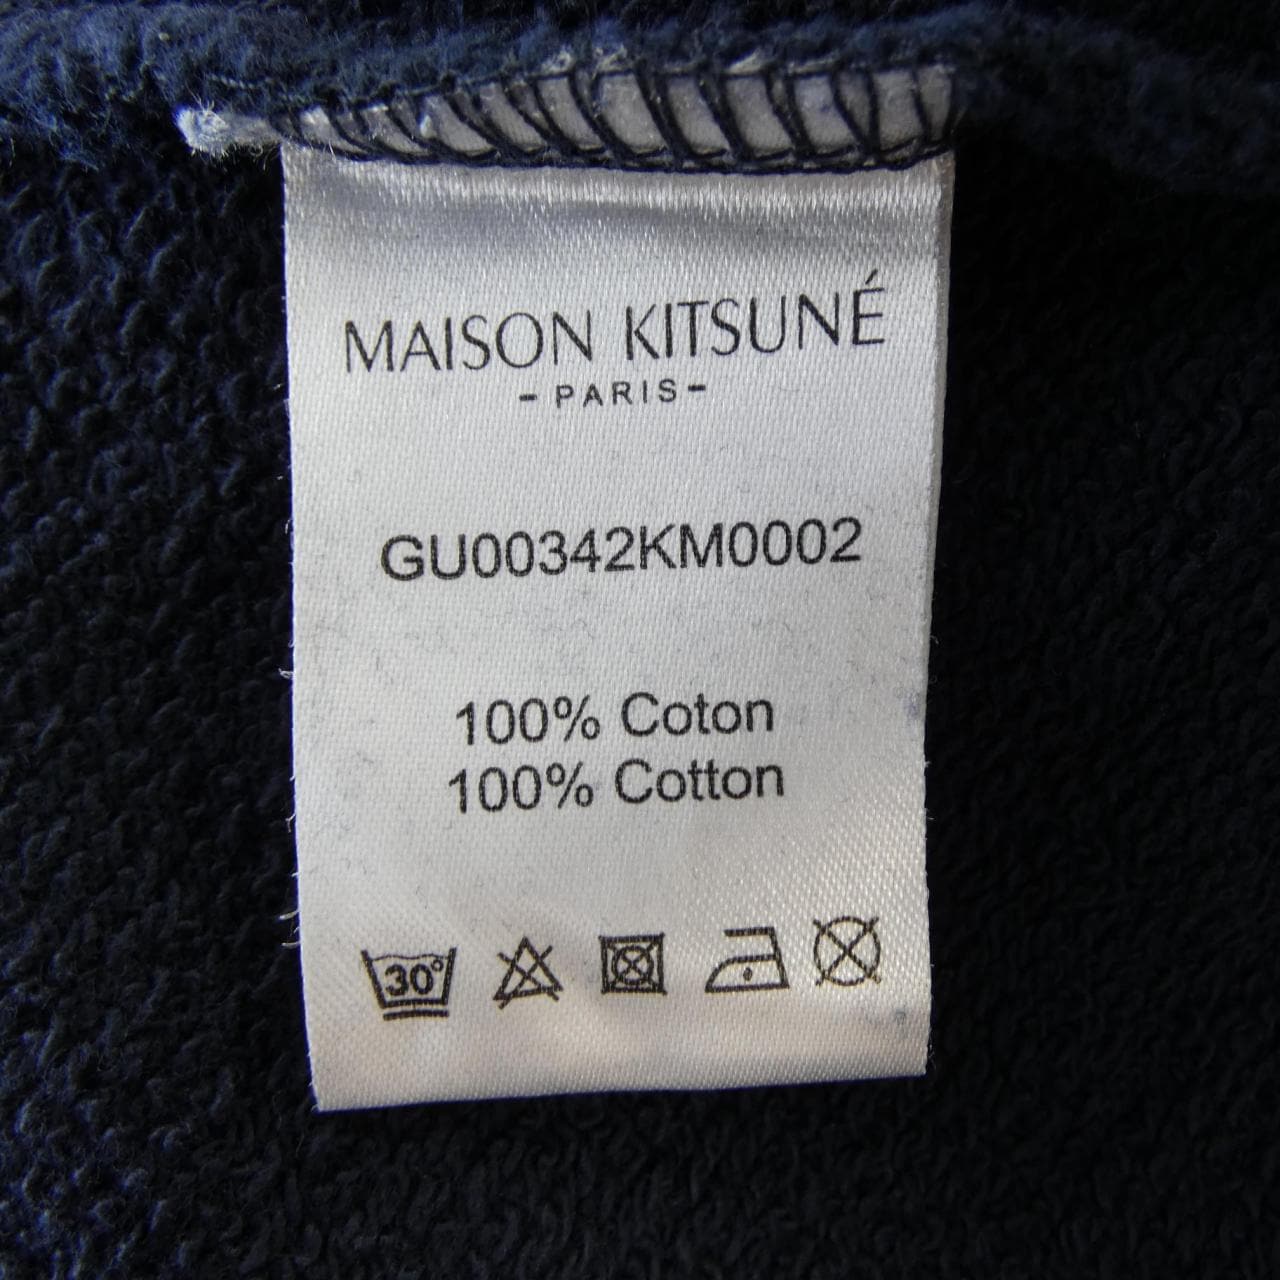 MAISON KITSUNÉ
- PARIS -
GU00342KM0002
100% Coton
100% Cotton
30°